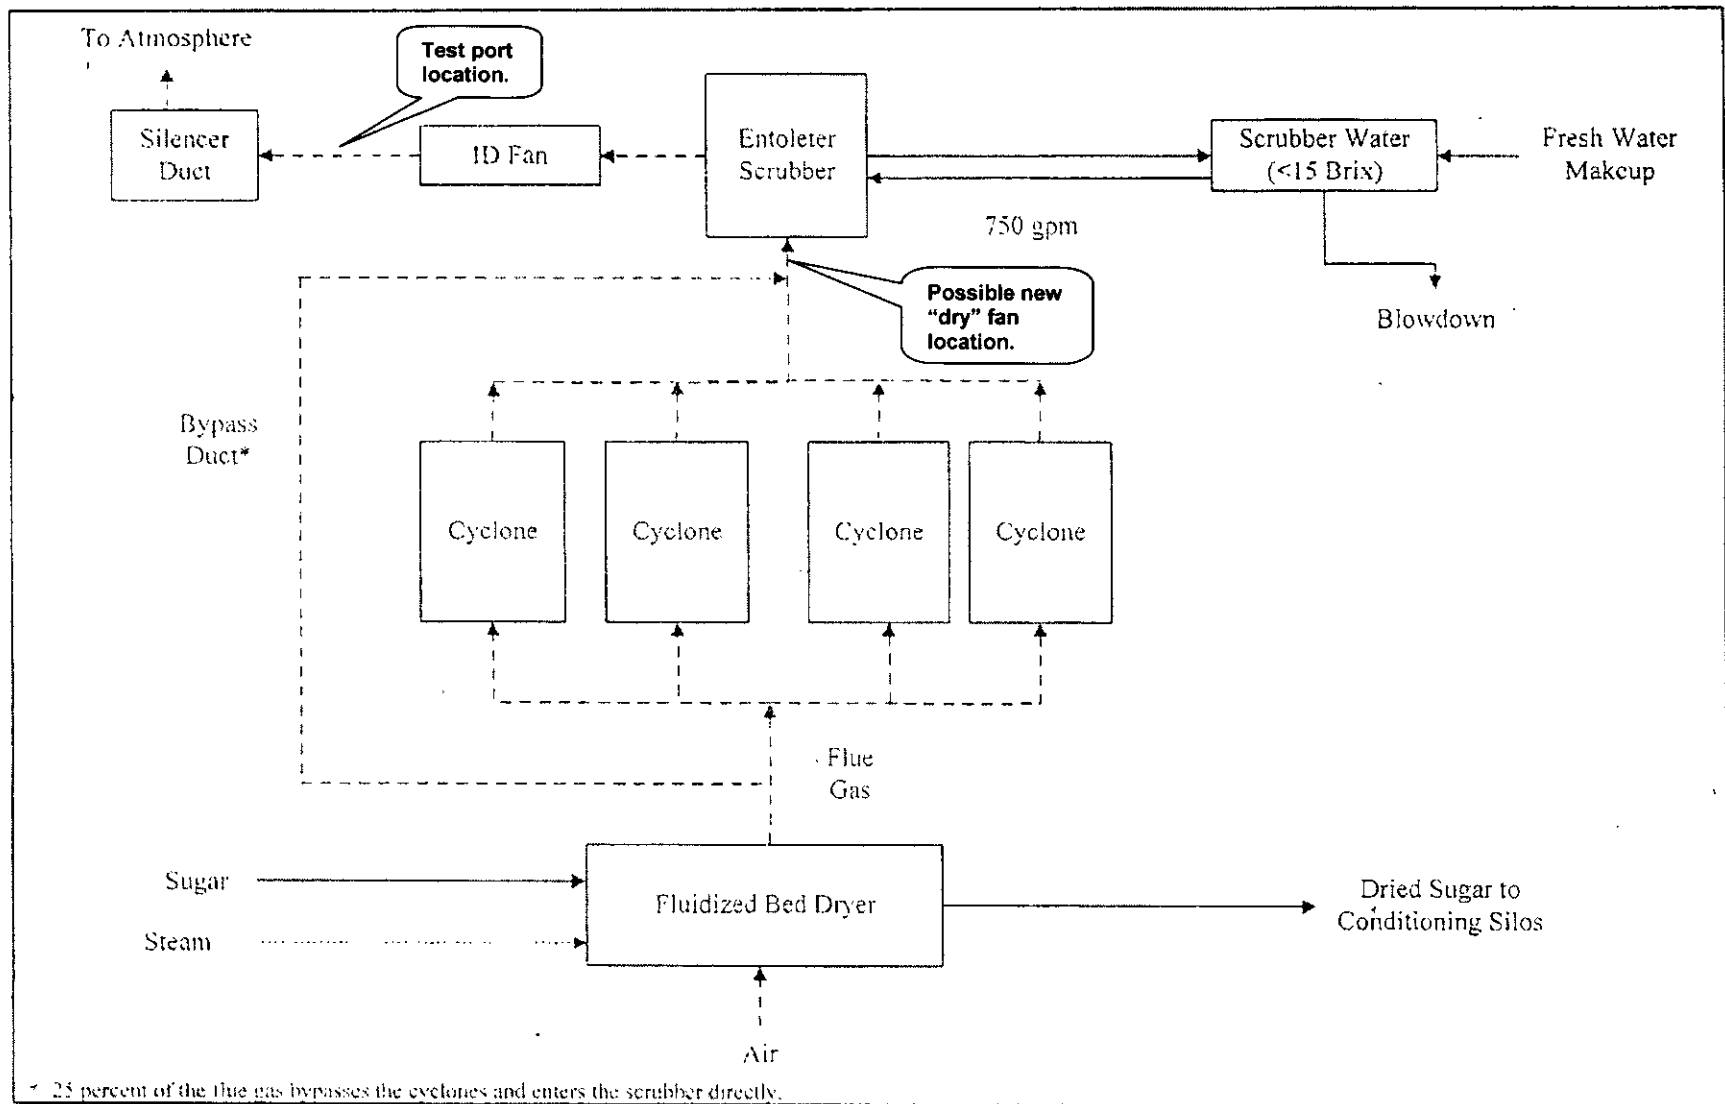 To Atmosphere
Test port
location.
Silencer
Duct
ID Fan
Entoleter
Scrubber
Scrubber Water
(<15 Brix)
Fresh Water
Makeup
750 gpm
Possible new
“dry” fan
location.
Blowdown
Bypass
Duct*
Cyclone
Cyclone
Cyclone
Cyclone
Flue
Gas
Sugar
Steam
Fluidized Bed Dryer
Dried Sugar to
Conditioning Silos
Air
* 25 percent of the flue gas bypasses the cyclones and enters the scrubber directly.